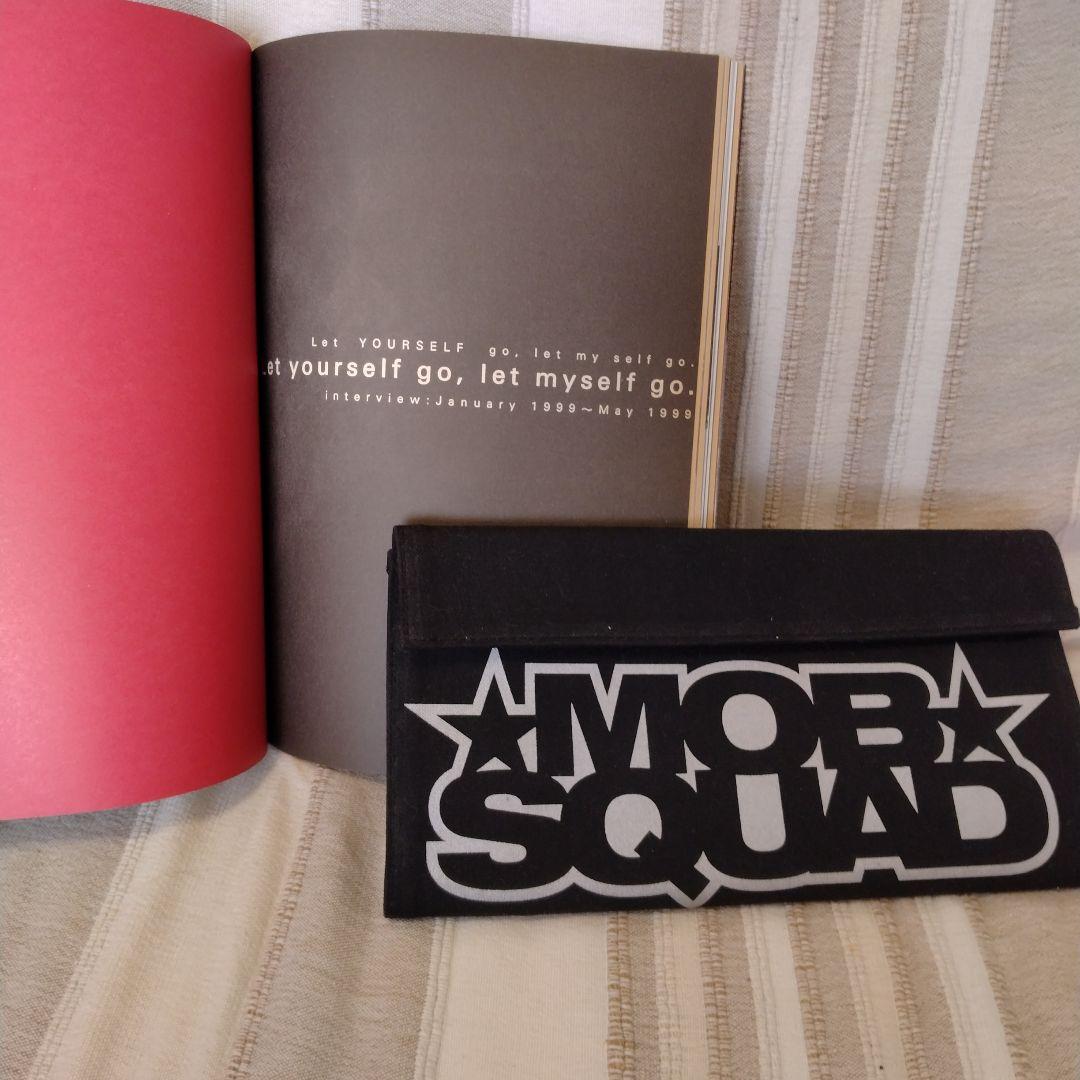 Let YOURSELF go, let my self go.
Let yourself go, let myself go.
interview:January 1999～May 1999
★MOB★
SQUAD